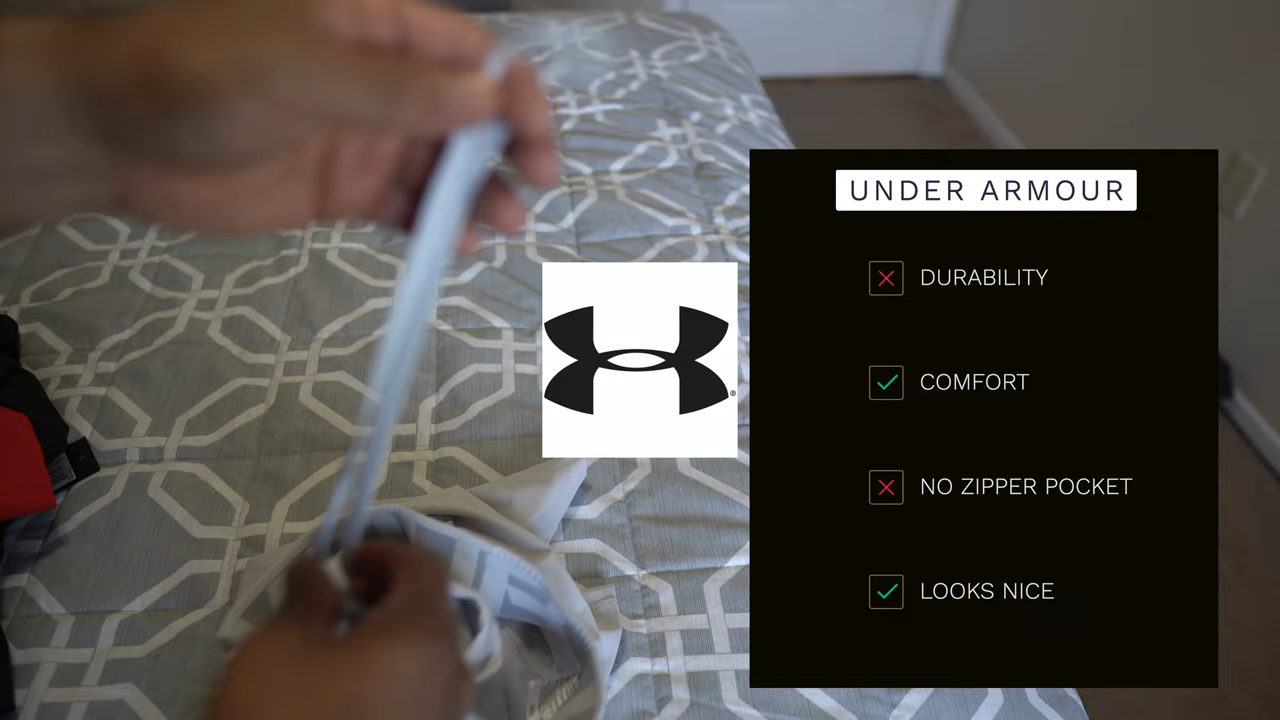 UNDER ARMOUR
DURABILITY
COMFORT
NO ZIPPER POCKET
LOOKS NICE
®